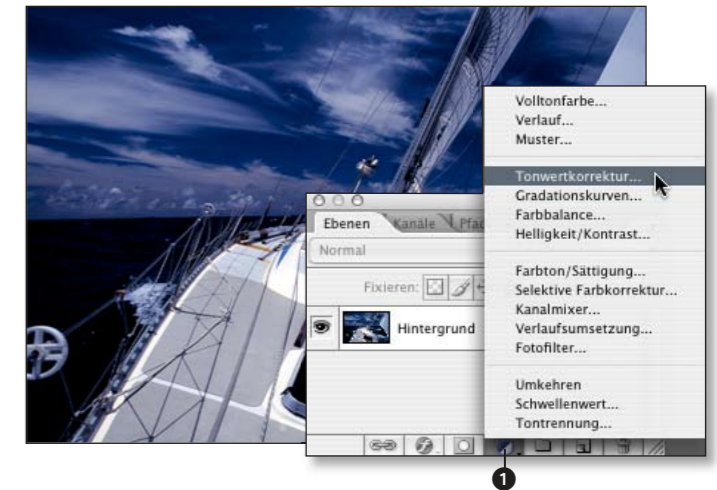 Volltonfarbe...
Verlauf...
Muster...
Tonwertkorrektur...
Gradationskurven...
Farbbalance...
Helligkeit/Kontrast...
Farbton/Sättigung...
Selektive Farbkorrektur...
Kanalmixer...
Verlaufsumsetzung...
Fotofilter...
Umkehren
Schwellenwert...
Tontrennung...
Ebenen Kanäle
Normal
Fixieren:
Hintergrund
1